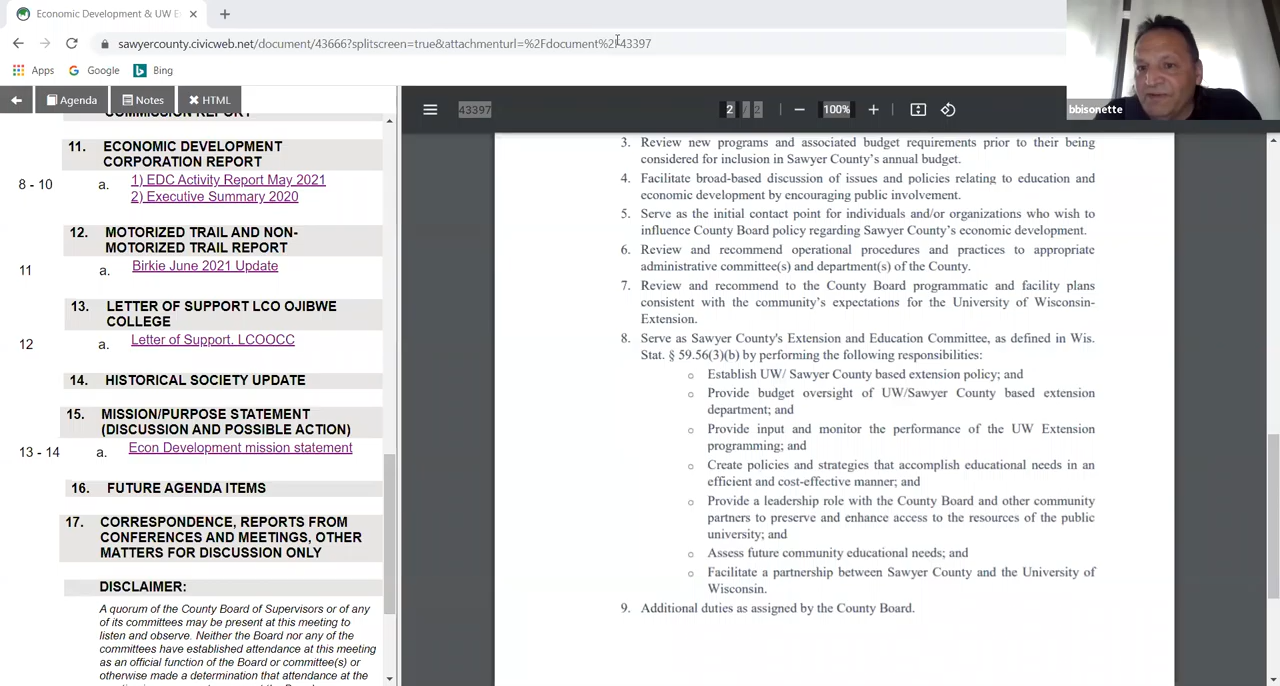 Economic Development & UW E
sawyercounty.civicweb.net/document/43666?splitscreen=true&attachmenturl=%2Fdocument%2F43397
Apps
Google
Bing
Agenda
Notes
HTML
COMMISSION REPORT
11. ECONOMIC DEVELOPMENT
CORPORATION REPORT
8 - 10 a. 1) EDC Activity Report May 2021
2) Executive Summary 2020
12. MOTORIZED TRAIL AND NON-
MOTORIZED TRAIL REPORT
11 a. Birkie June 2021 Update
13. LETTER OF SUPPORT LCO OJIBWE
COLLEGE
12 a. Letter of Support, LCOOCC
14. HISTORICAL SOCIETY UPDATE
15. MISSION/PURPOSE STATEMENT
(DISCUSSION AND POSSIBLE ACTION)
13 - 14 a. Econ Development mission statement
16. FUTURE AGENDA ITEMS
17. CORRESPONDENCE, REPORTS FROM
CONFERENCES AND MEETINGS, OTHER
MATTERS FOR DISCUSSION ONLY
DISCLAIMER:
A quorum of the County Board of Supervisors or of any
of its committees may be present at this meeting to
listen and observe. Neither the Board nor any of the
committees have established attendance at this meeting
as an official function of the Board or committee(s) or
otherwise made a determination that attendance at the
43397
2 / 2
100%
bbisonette
3. Review new programs and associated budget requirements prior to their being
considered for inclusion in Sawyer County's annual budget.
4. Facilitate broad-based discussion of issues and policies relating to education and
economic development by encouraging public involvement.
5. Serve as the initial contact point for individuals and/or organizations who wish to
influence County Board policy regarding Sawyer County's economic development.
6. Review and recommend operational procedures and practices to appropriate
administrative committee(s) and department(s) of the County.
7. Review and recommend to the County Board programmatic and facility plans
consistent with the community's expectations for the University of Wisconsin-
Extension.
8. Serve as Sawyer County's Extension and Education Committee, as defined in Wis.
Stat. § 59.56(3)(b) by performing the following responsibilities:
o Establish UW/ Sawyer County based extension policy; and
o Provide budget oversight of UW/Sawyer County based extension
department; and
o Provide input and monitor the performance of the UW Extension
programming; and
o Create policies and strategies that accomplish educational needs in an
efficient and cost-effective manner; and
o Provide a leadership role with the County Board and other community
partners to preserve and enhance access to the resources of the public
university; and
o Assess future community educational needs; and
o Facilitate a partnership between Sawyer County and the University of
Wisconsin.
9. Additional duties as assigned by the County Board.